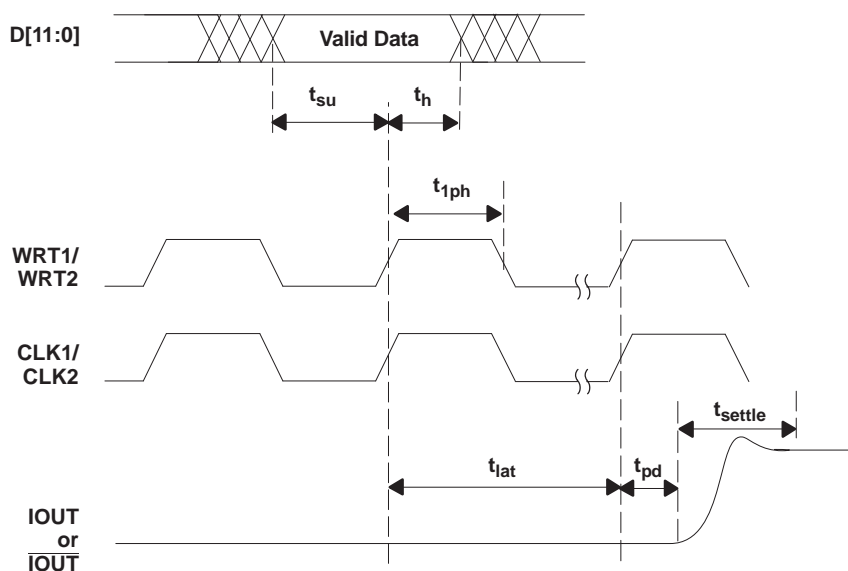 D[11:0]
Valid Data
tsu
th
t1ph
WRT1/
WRT2
CLK1/
CLK2
tsettle
tlat
tpd
IOUT
or
IOUT